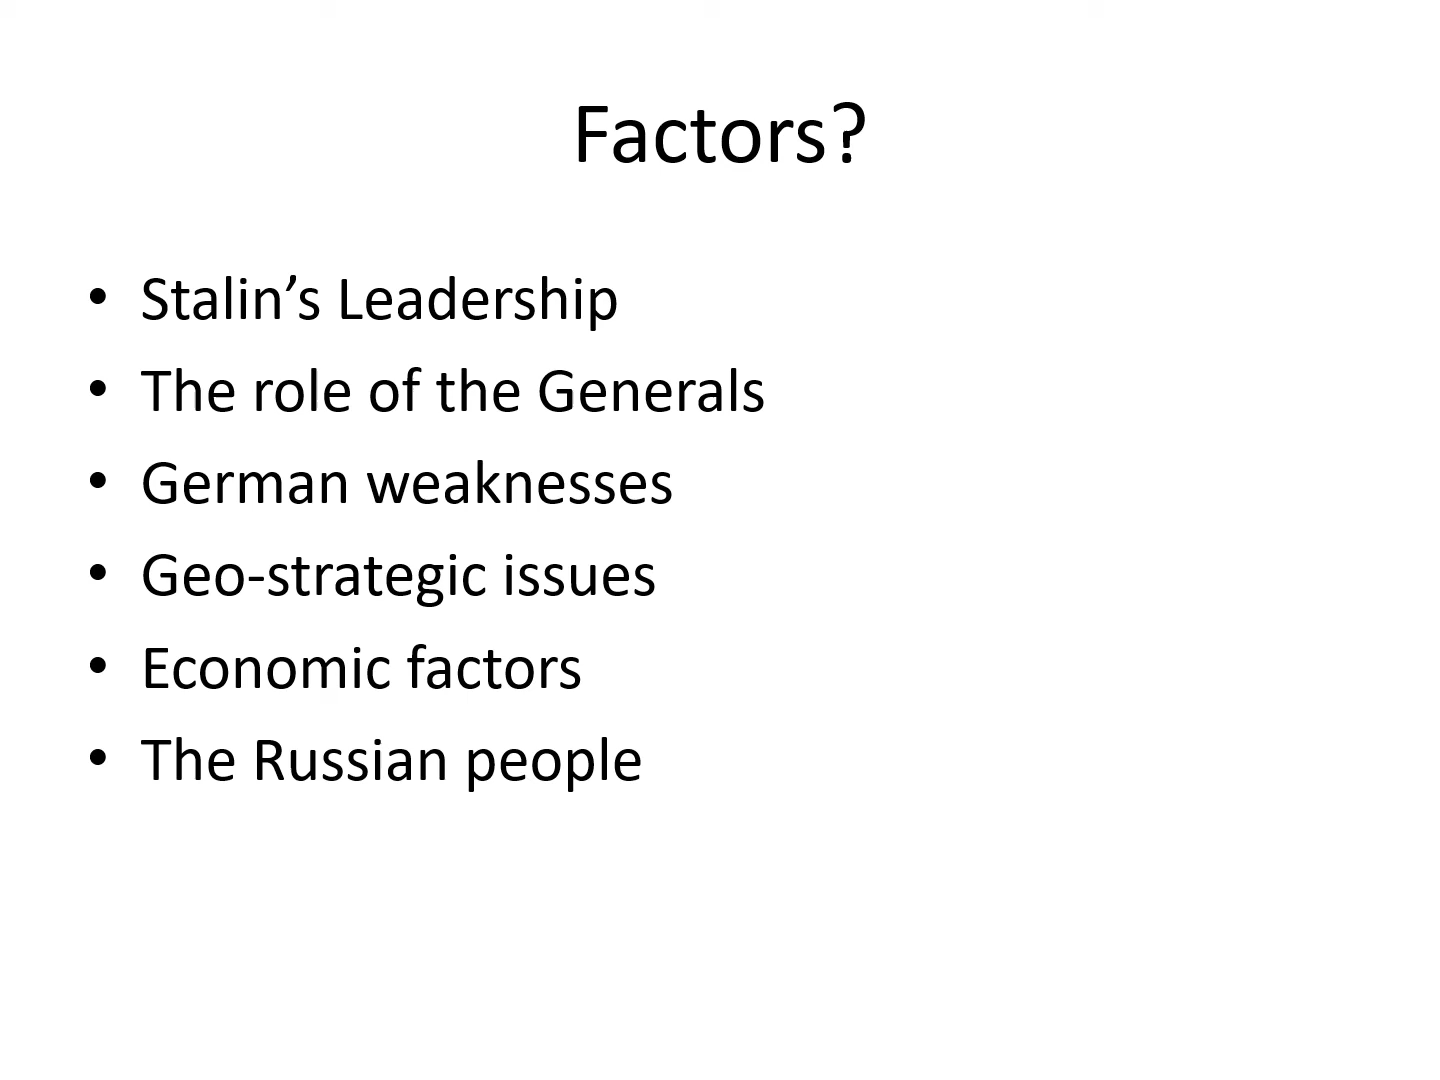 Factors?
• Stalin’s Leadership
• The role of the Generals
• German weaknesses
• Geo-strategic issues
• Economic factors
• The Russian people